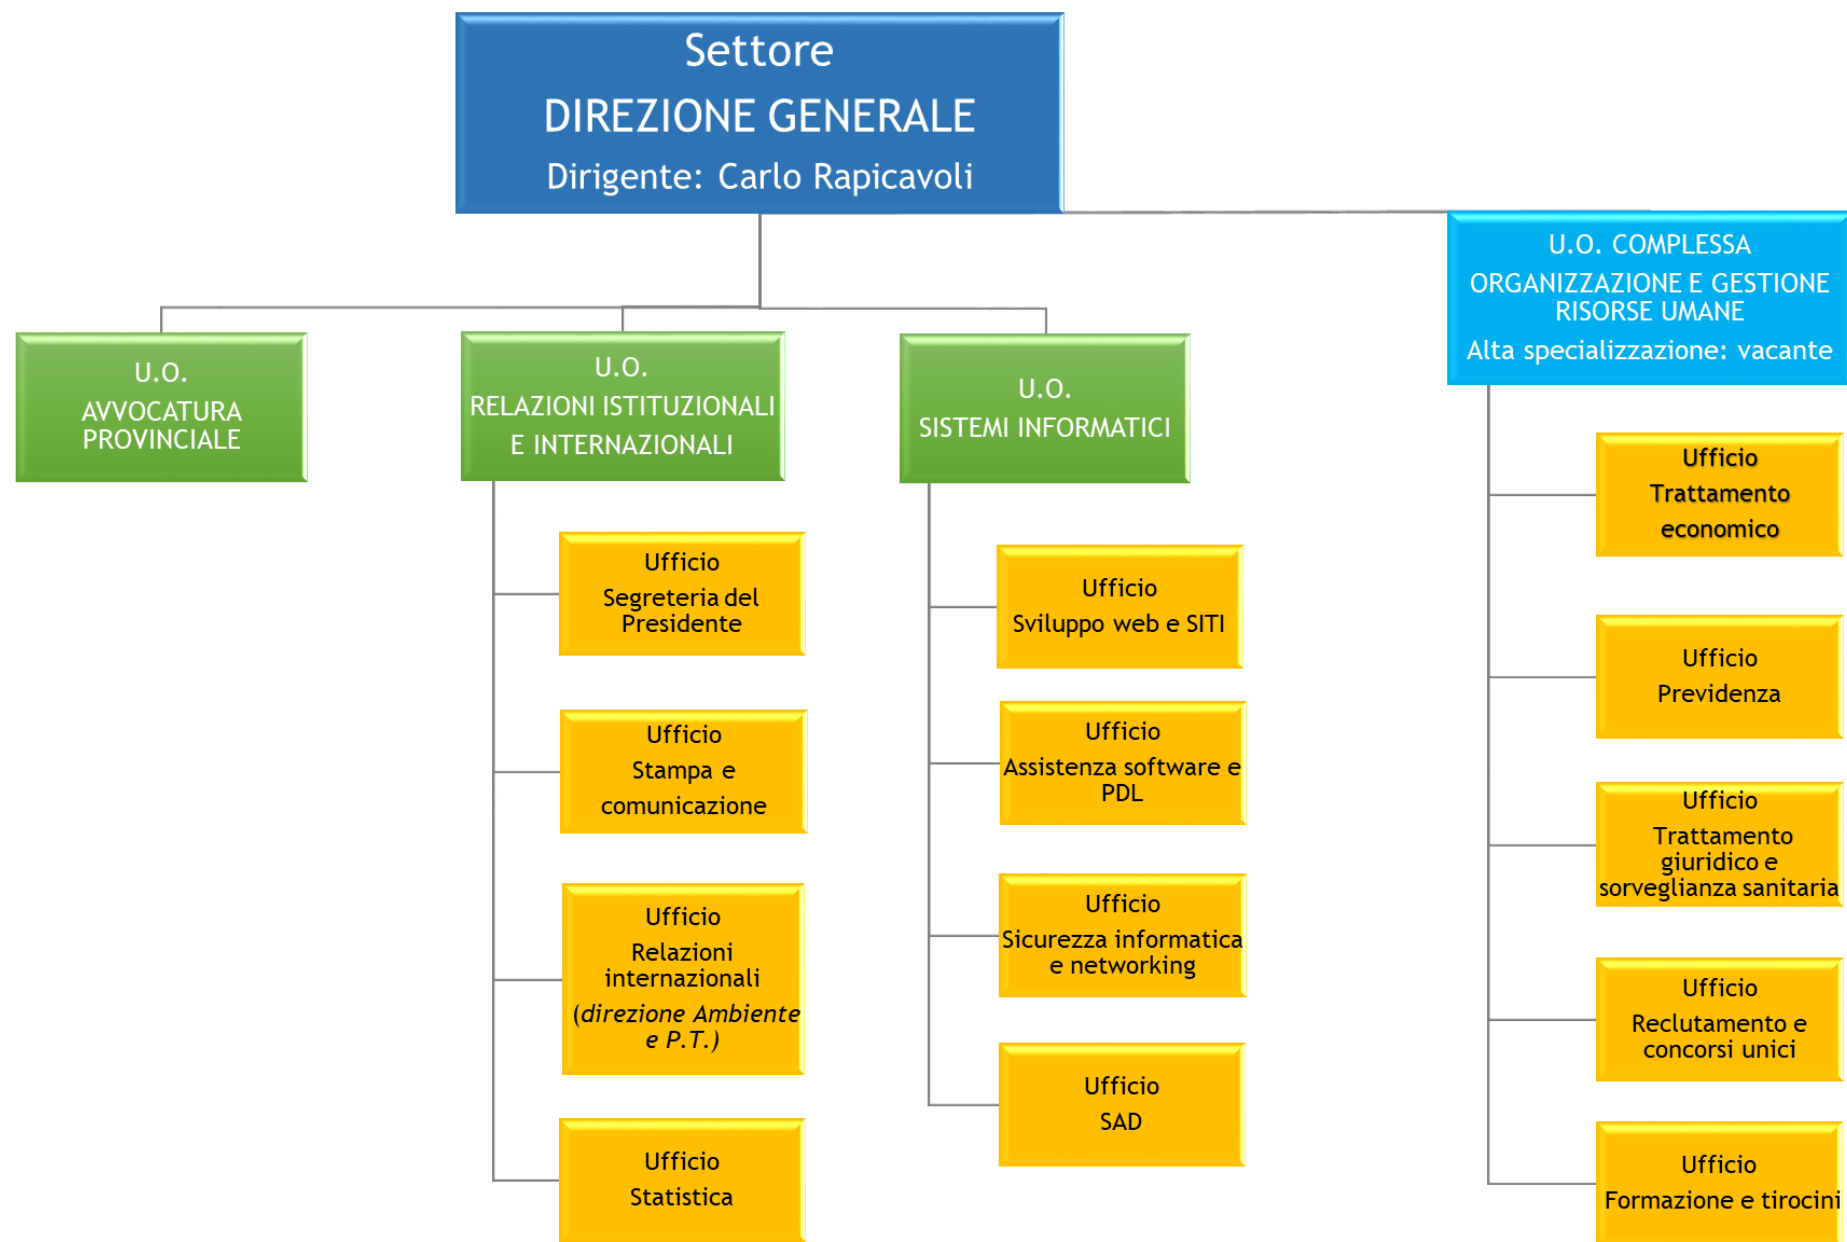 Settore
DIREZIONE GENERALE
Dirigente: Carlo Rapicavoli
U.O. COMPLESSA
ORGANIZZAZIONE E GESTIONE
RISORSE UMANE
Alta specializzazione: vacante
U.O.
AVVOCATURA
PROVINCIALE
U.O.
RELAZIONI ISTITUZIONALI
E INTERNAZIONALI
U.O.
SISTEMI INFORMATICI
Ufficio
Segreteria del
Presidente
Ufficio
Stampa e
comunicazione
Ufficio
Relazioni
internazionali
(direzione Ambiente
e P.T.)
Ufficio
Statistica
Ufficio
Sviluppo web e SITI
Ufficio
Assistenza software e
PDL
Ufficio
Sicurezza informatica
e networking
Ufficio
SAD
Ufficio
Trattamento
economico
Ufficio
Previdenza
Ufficio
Trattamento
giuridico e
sorveglianza sanitaria
Ufficio
Reclutamento e
concorsi unici
Ufficio
Formazione e tirocini